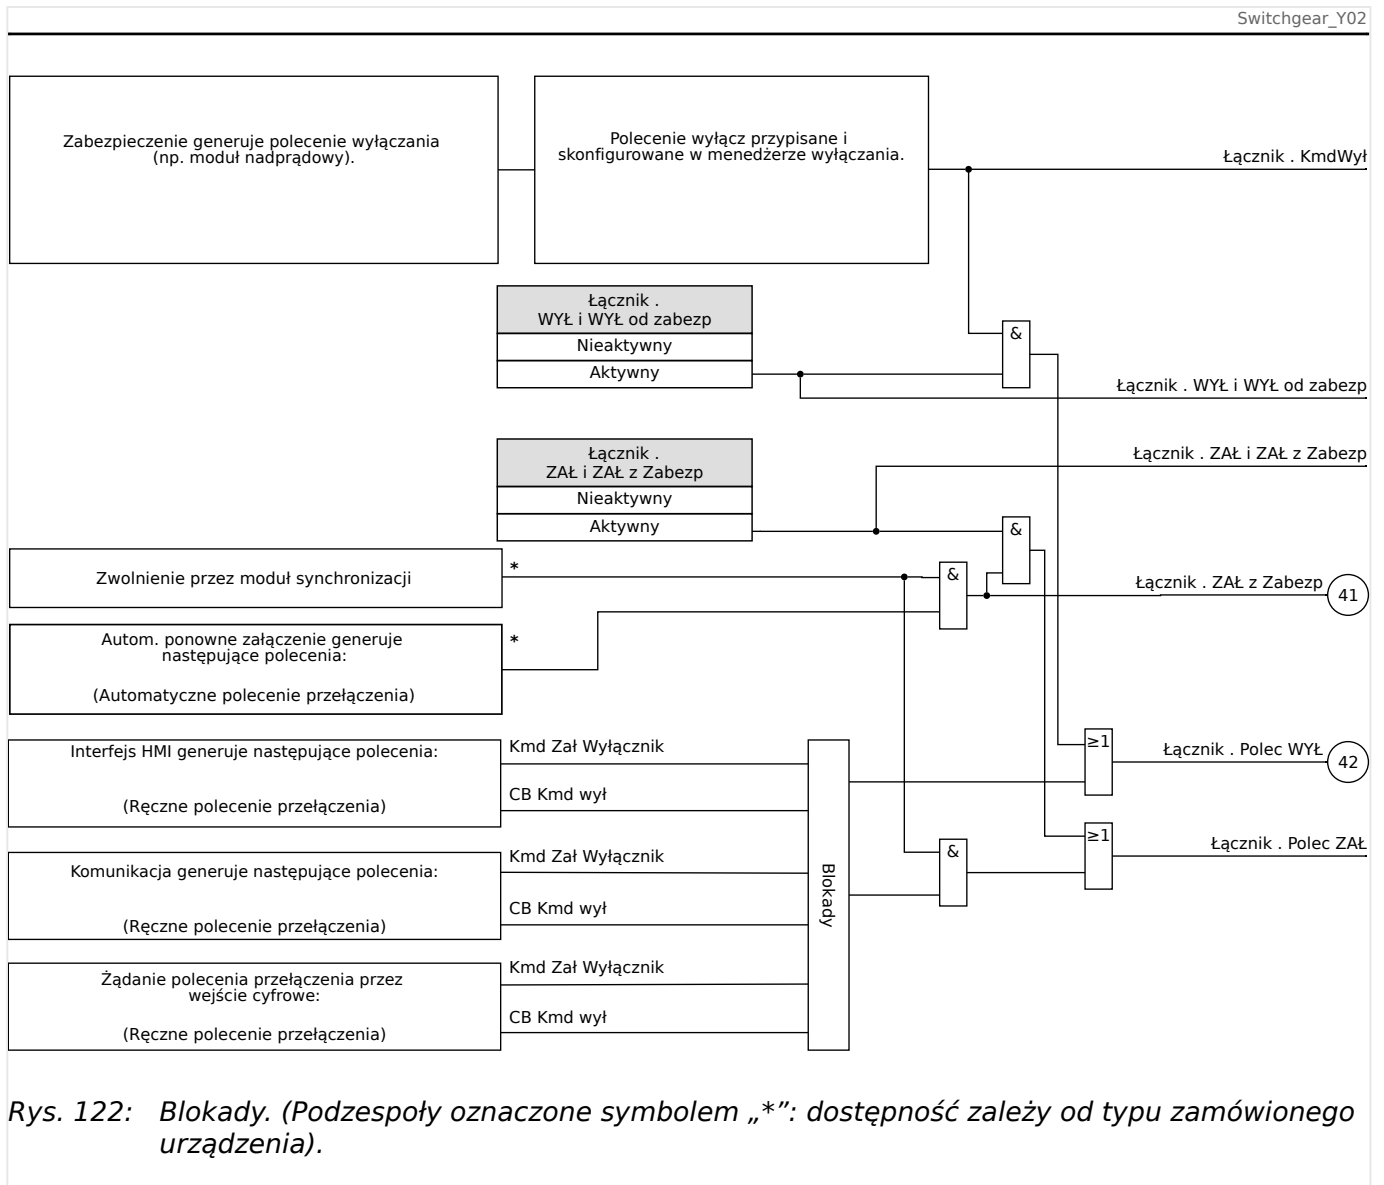 Switchgear_Y02
Zabezpieczenie generuje polecenie wyłączania
(np. moduł nadprądowy).
Polecenie wyłącz przypisane i
skonfigurowane w menedżerze wyłączania.
Łącznik . KmdWył
Łącznik .
WYŁ i WYŁ od zabezp
Nieaktywny
Aktywny
&
Łącznik . WYŁ i WYŁ od zabezp
Łącznik .
ZAŁ i ZAŁ z Zabezp
Nieaktywny
Aktywny
Łącznik . ZAŁ i ZAŁ z Zabezp
&
Zwolnienie przez moduł synchronizacji
*
&
Łącznik . ZAŁ z Zabezp
41
Autom. ponowne załączenie generuje
następujące polecenia:
(Automatyczne polecenie przełączenia)
*
Interfejs HMI generuje następujące polecenia:
(Ręczne polecenie przełączenia)
Kmd Zał Wyłącznik
CB Kmd wył
≥1
Łącznik . Polec WYŁ
42
Komunikacja generuje następujące polecenia:
(Ręczne polecenie przełączenia)
Kmd Zał Wyłącznik
CB Kmd wył
Blokady
&
≥1
Łącznik . Polec ZAŁ
Żądanie polecenia przełączenia przez
wejście cyfrowe:
(Ręczne polecenie przełączenia)
Kmd Zał Wyłącznik
CB Kmd wył
Rys. 122: Blokady. (Podzespoły oznaczone symbolem „*”: dostępność zależy od typu zamówionego
urządzenia).